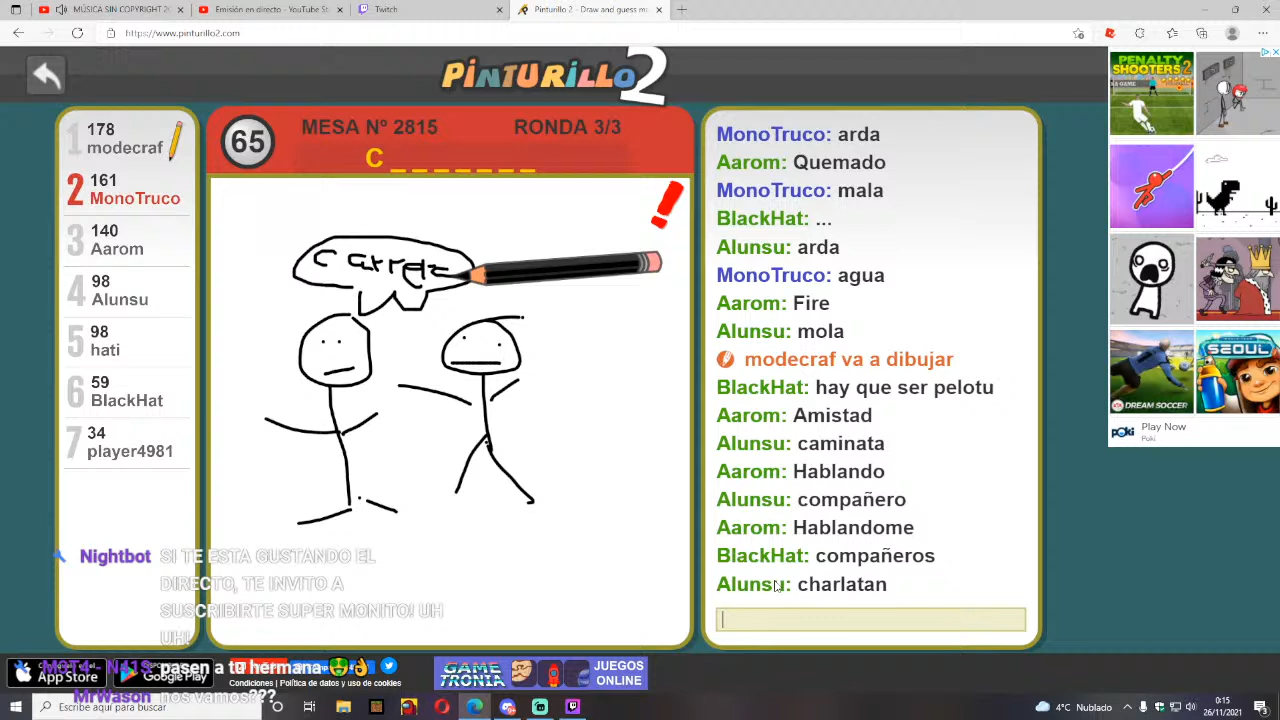 MÚSICA SIN COPYRIGHT 2
Emisión en directo - YouTube St
Twitch
Pinturillo 2 - Draw and guess m
https://www.pinturillo2.com
PINTURILLO 2
1 178 modecraf
2 161 MonoTruco
3 140 Aarom
4 98 Alunsu
5 98 hati
6 59 BlackHat
7 34 player4981
65
MESA Nº 2815 RONDA 3/3
C _ _ _ _ _ _ _
!
MonoTruco: arda
Aarom: Quemado
MonoTruco: mala
BlackHat: ...
Alunsu: arda
MonoTruco: agua
Aarom: Fire
Alunsu: mola
modecraf va a dibujar
BlackHat: hay que ser pelotu
Aarom: Amistad
Alunsu: caminata
Aarom: Hablando
Alunsu: compañero
Aarom: Hablandome
BlackHat: compañeros
Alunsu: charlatan
PENALTY SHOOTERS 2
DREAM SOCCER
SEOUL
poki
Play Now
Poki
Nightbot SI TE ESTA GUSTANDO EL
DIRECTO, TE INVITO A
SUSCRIBIRTE SUPER MONITO! UH
UH!
pasen a tu hermana
MrWason nos vamos???
App Store
Google Play
Condiciones | Política de datos y uso de cookies
GAME TRONIA
JUEGOS ONLINE
Escribe aquí para buscar
4°C Nublado
0:15
26/11/2021
3